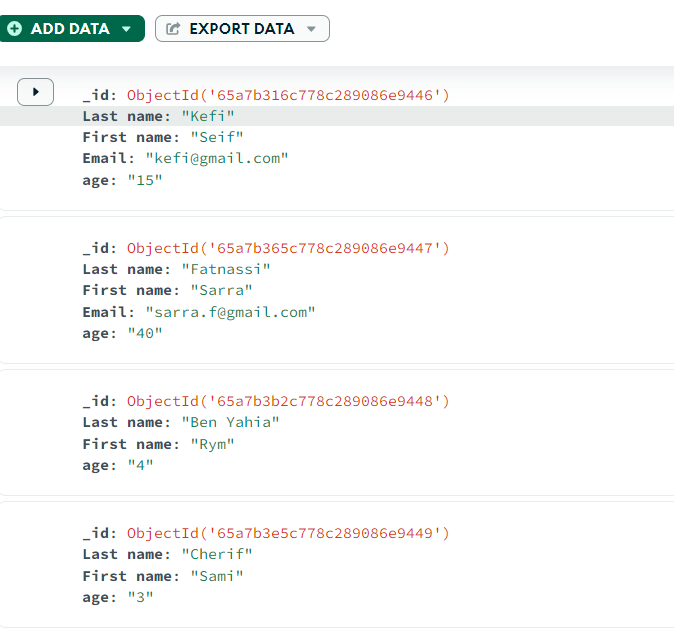 ADD DATA
EXPORT DATA
_id: ObjectId('65a7b316c778c289086e9446')
Last name: "Kefi"
First name: "Seif"
Email: "kefi@gmail.com"
age: "15"
_id: ObjectId('65a7b365c778c289086e9447')
Last name: "Fatnassi"
First name: "Sarra"
Email: "sarra.f@gmail.com"
age: "40"
_id: ObjectId('65a7b3b2c778c289086e9448')
Last name: "Ben Yahia"
First name: "Rym"
age: "4"
_id: ObjectId('65a7b3e5c778c289086e9449')
Last name: "Cherif"
First name: "Sami"
age: "3"